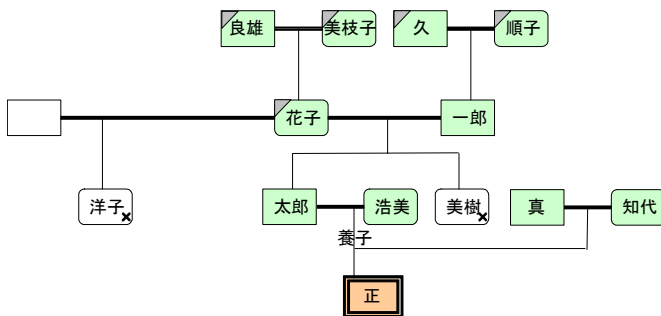 良雄
美枝子
久
順子
花子
一郎
洋子
太郎
浩美
美樹
真
知代
養子
正